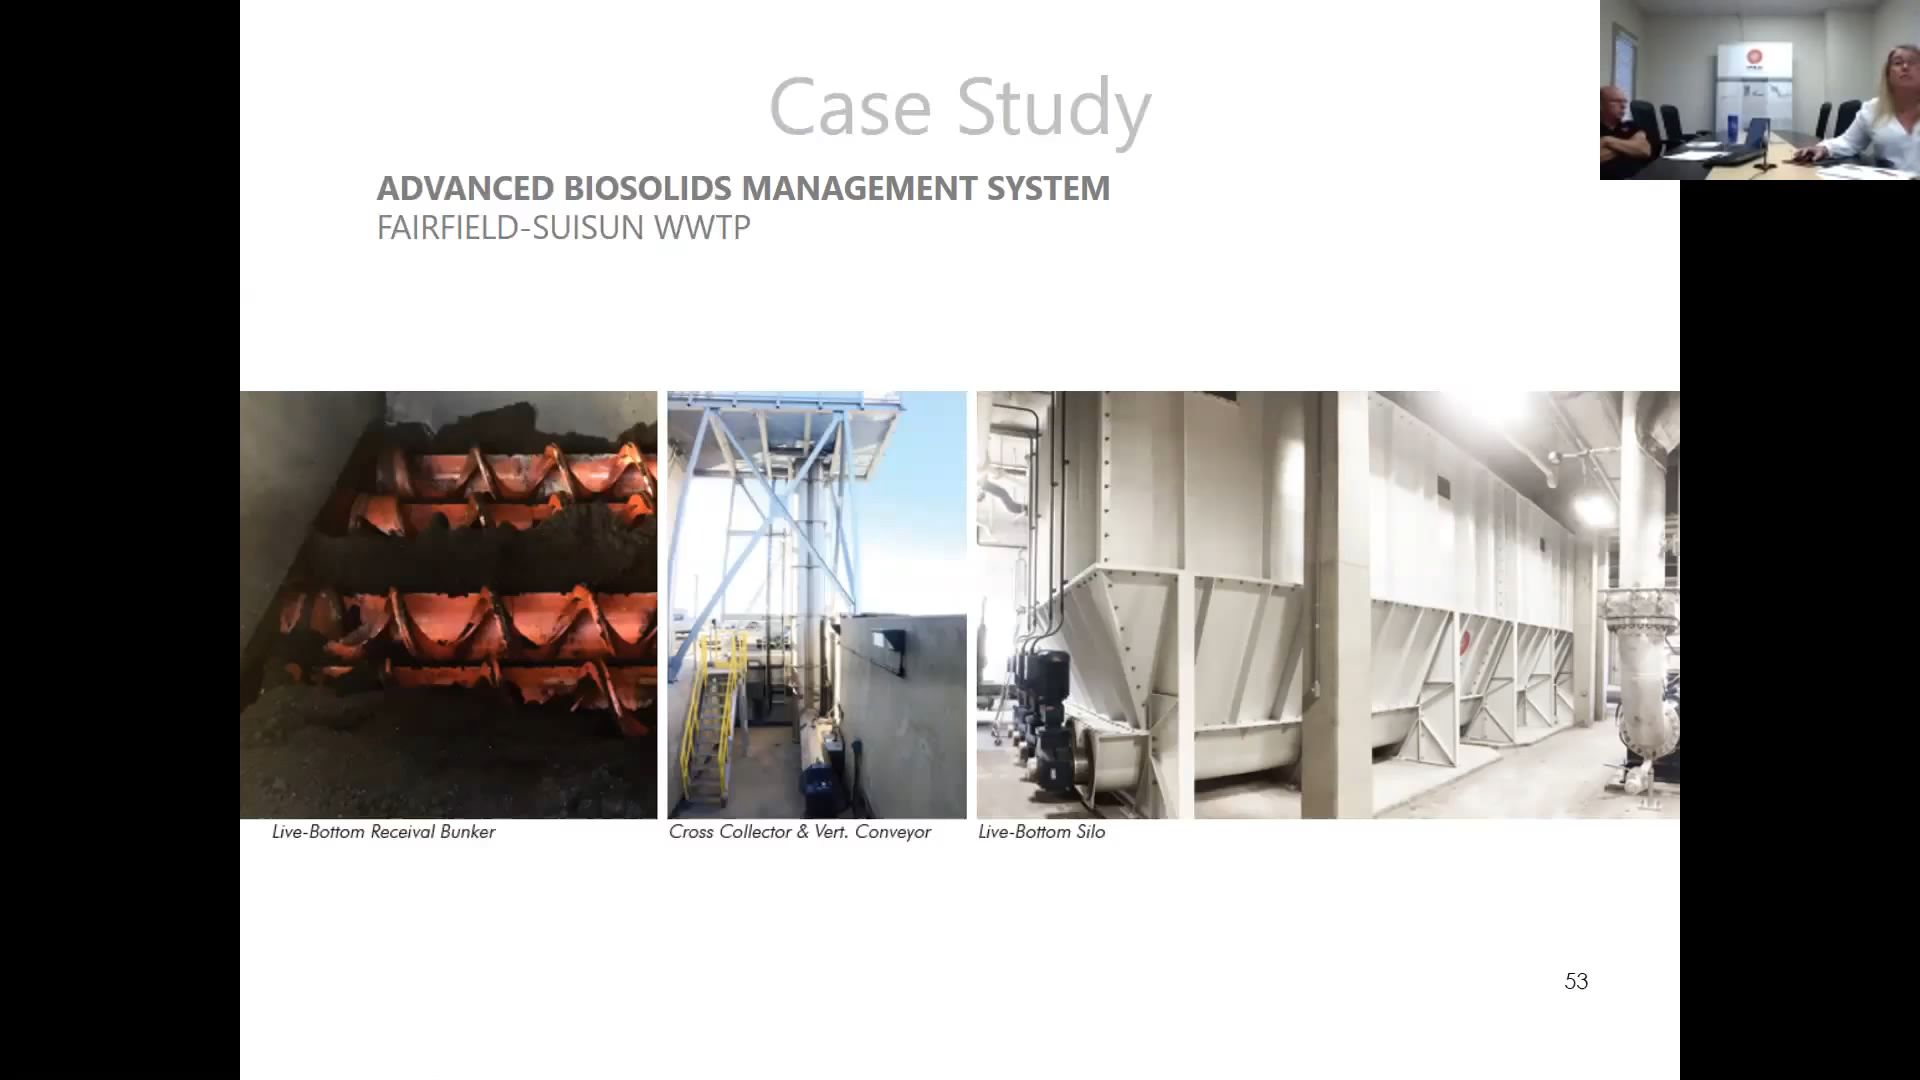 Case Study
ADVANCED BIOSOLIDS MANAGEMENT SYSTEM
FAIRFIELD-SUISUN WWTP
Live-Bottom Receival Bunker
Cross Collector & Vert. Conveyor
Live-Bottom Silo
53